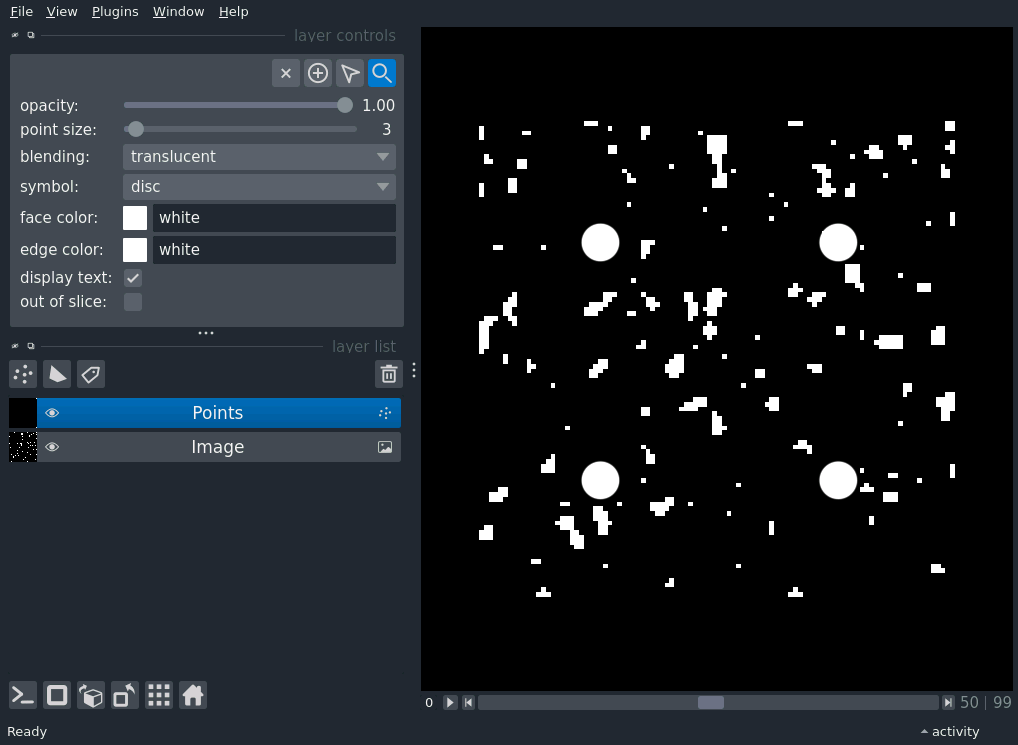 File View Plugins Window Help
layer controls
opacity: 1.00
point size: 3
blending: translucent
symbol: disc
face color: white
edge color: white
display text:
out of slice:
layer list
Points
Image
0 50 | 99
Ready activity